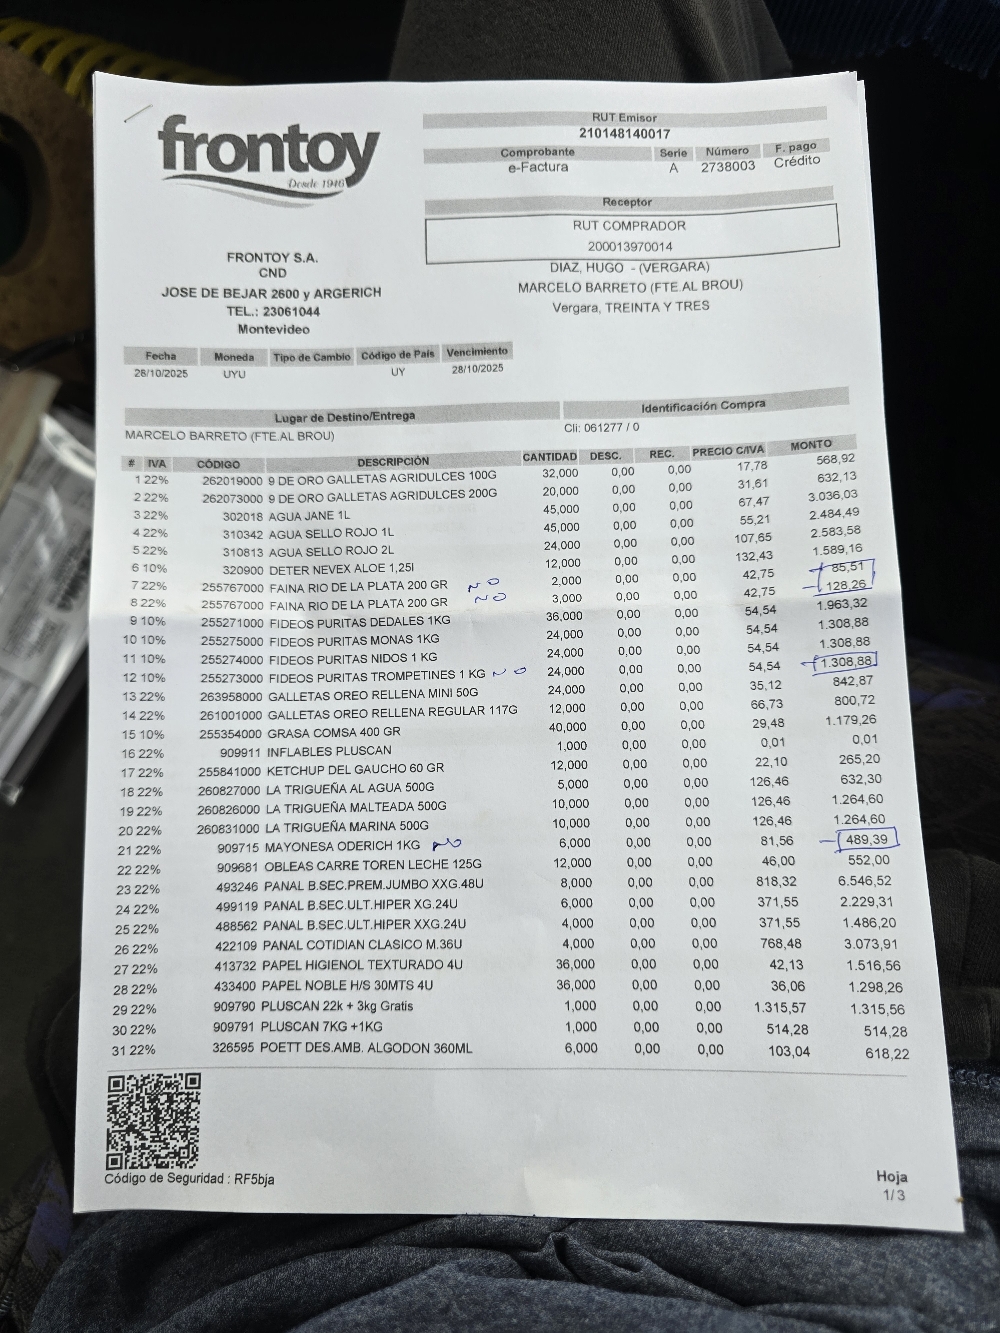 frontoy
Desde 1946
RUT Emisor
210148140017
Comprobante Serie Número F. pago
e-Factura A 2738003 Crédito
Receptor
RUT COMPRADOR
200013970014
DIAZ, HUGO - (VERGARA)
MARCELO BARRETO (FTE.AL BROU)
Vergara, TREINTA Y TRES
FRONTOY S.A.
CND
JOSE DE BEJAR 2600 y ARGERICH
TEL.: 23061044
Montevideo
Fecha Moneda Tipo de Cambio Código de País Vencimiento
28/10/2025 UYU UY 28/10/2025
Lugar de Destino/Entrega Identificación Compra
MARCELO BARRETO (FTE.AL BROU) Cli: 061277 / 0
# IVA CÓDIGO DESCRIPCIÓN CANTIDAD DESC. REC. PRECIO C/IVA MONTO
1 22% 262019000 9 DE ORO GALLETAS AGRIDULCES 100G 32,000 0,00 0,00 17,78 568,92
2 22% 262073000 9 DE ORO GALLETAS AGRIDULCES 200G 20,000 0,00 0,00 31,61 632,13
3 22% 302018 AGUA JANE 1L 45,000 0,00 0,00 67,47 3.036,03
4 22% 310342 AGUA SELLO ROJO 1L 45,000 0,00 0,00 55,21 2.484,49
5 22% 310813 AGUA SELLO ROJO 2L 24,000 0,00 0,00 107,65 2.583,58
6 10% 320900 DETER NEVEX ALOE 1,25l 12,000 0,00 0,00 132,43 1.589,16
7 22% 255767000 FAINA RIO DE LA PLATA 200 GR NO 2,000 0,00 0,00 42,75 85,51
8 22% 255767000 FAINA RIO DE LA PLATA 200 GR NO 3,000 0,00 0,00 42,75 128,26
9 10% 255271000 FIDEOS PURITAS DEDALES 1KG 36,000 0,00 0,00 54,54 1.963,32
10 10% 255275000 FIDEOS PURITAS MONAS 1KG 24,000 0,00 0,00 54,54 1.308,88
11 10% 255274000 FIDEOS PURITAS NIDOS 1 KG 24,000 0,00 0,00 54,54 1.308,88
12 10% 255273000 FIDEOS PURITAS TROMPETINES 1 KG NO 24,000 0,00 0,00 54,54 1.308,88
13 22% 263958000 GALLETAS OREO RELLENA MINI 50G 24,000 0,00 0,00 35,12 842,87
14 22% 261001000 GALLETAS OREO RELLENA REGULAR 117G 12,000 0,00 0,00 66,73 800,72
15 10% 255354000 GRASA COMSA 400 GR 40,000 0,00 0,00 29,48 1.179,26
16 22% 909911 INFLABLES PLUSCAN 1,000 0,00 0,00 0,01 0,01
17 22% 255841000 KETCHUP DEL GAUCHO 60 GR 12,000 0,00 0,00 22,10 265,20
18 22% 260827000 LA TRIGUEÑA AL AGUA 500G 5,000 0,00 0,00 126,46 632,30
19 22% 260826000 LA TRIGUEÑA MALTEADA 500G 10,000 0,00 0,00 126,46 1.264,60
20 22% 260831000 LA TRIGUEÑA MARINA 500G 10,000 0,00 0,00 126,46 1.264,60
21 22% 909715 MAYONESA ODERICH 1KG NO 6,000 0,00 0,00 81,56 489,39
22 22% 909681 OBLEAS CARRE TOREN LECHE 125G 12,000 0,00 0,00 46,00 552,00
23 22% 493246 PANAL B.SEC.PREM.JUMBO XXG.48U 8,000 0,00 0,00 818,32 6.546,52
24 22% 499119 PANAL B.SEC.ULT.HIPER XG.24U 6,000 0,00 0,00 371,55 2.229,31
25 22% 488562 PANAL B.SEC.ULT.HIPER XXG.24U 4,000 0,00 0,00 371,55 1.486,20
26 22% 422109 PANAL COTIDIAN CLASICO M.36U 4,000 0,00 0,00 768,48 3.073,91
27 22% 413732 PAPEL HIGIENOL TEXTURADO 4U 36,000 0,00 0,00 42,13 1.516,56
28 22% 433400 PAPEL NOBLE H/S 30MTS 4U 36,000 0,00 0,00 36,06 1.298,26
29 22% 909790 PLUSCAN 22k + 3kg Gratis 1,000 0,00 0,00 1.315,57 1.315,56
30 22% 909791 PLUSCAN 7KG +1KG 1,000 0,00 0,00 514,28 514,28
31 22% 326595 POETT DES.AMB. ALGODON 360ML 6,000 0,00 0,00 103,04 618,22
Código de Seguridad : RF5bja
Hoja
1/ 3